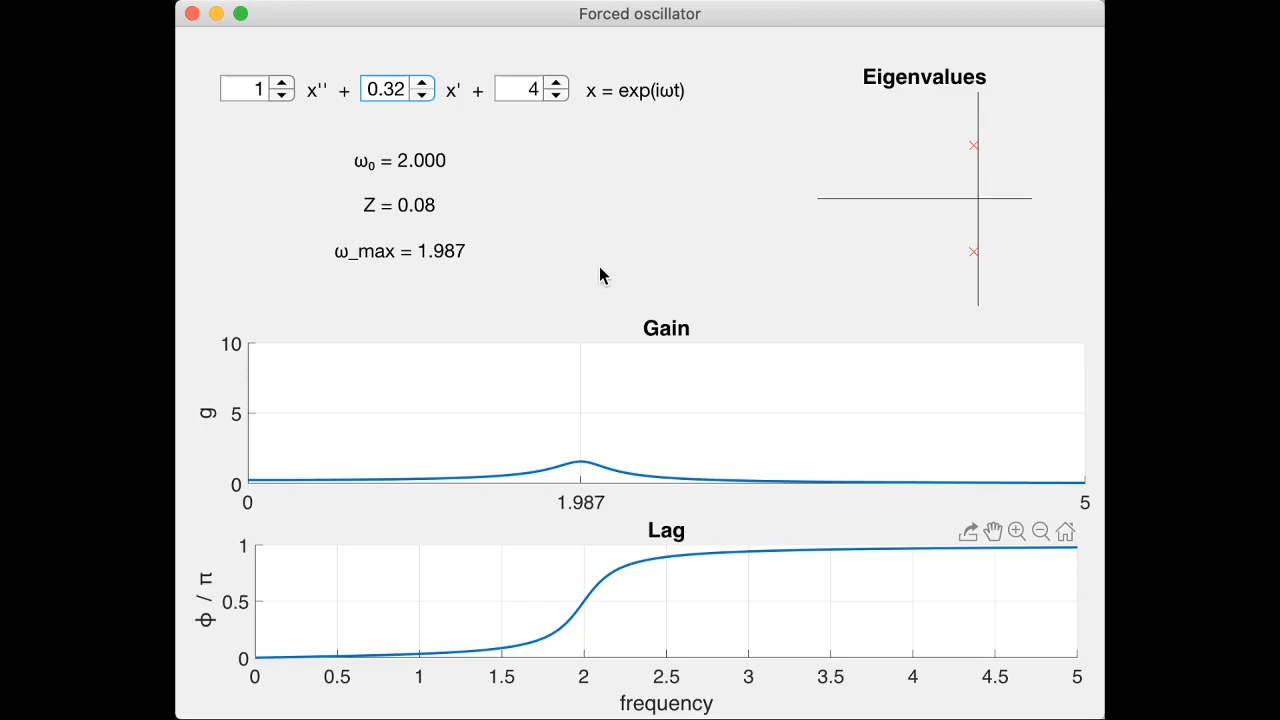 Forced oscillator
1 x'' + 0.32 x' + 4 x = exp(iωt)
Eigenvalues
ω₀ = 2.000
Z = 0.08
ω_max = 1.987
Gain
10
5
0
g
0 1.987 5
Lag
1
0.5
0
ϕ / π
0 0.5 1 1.5 2 2.5 3 3.5 4 4.5 5
frequency